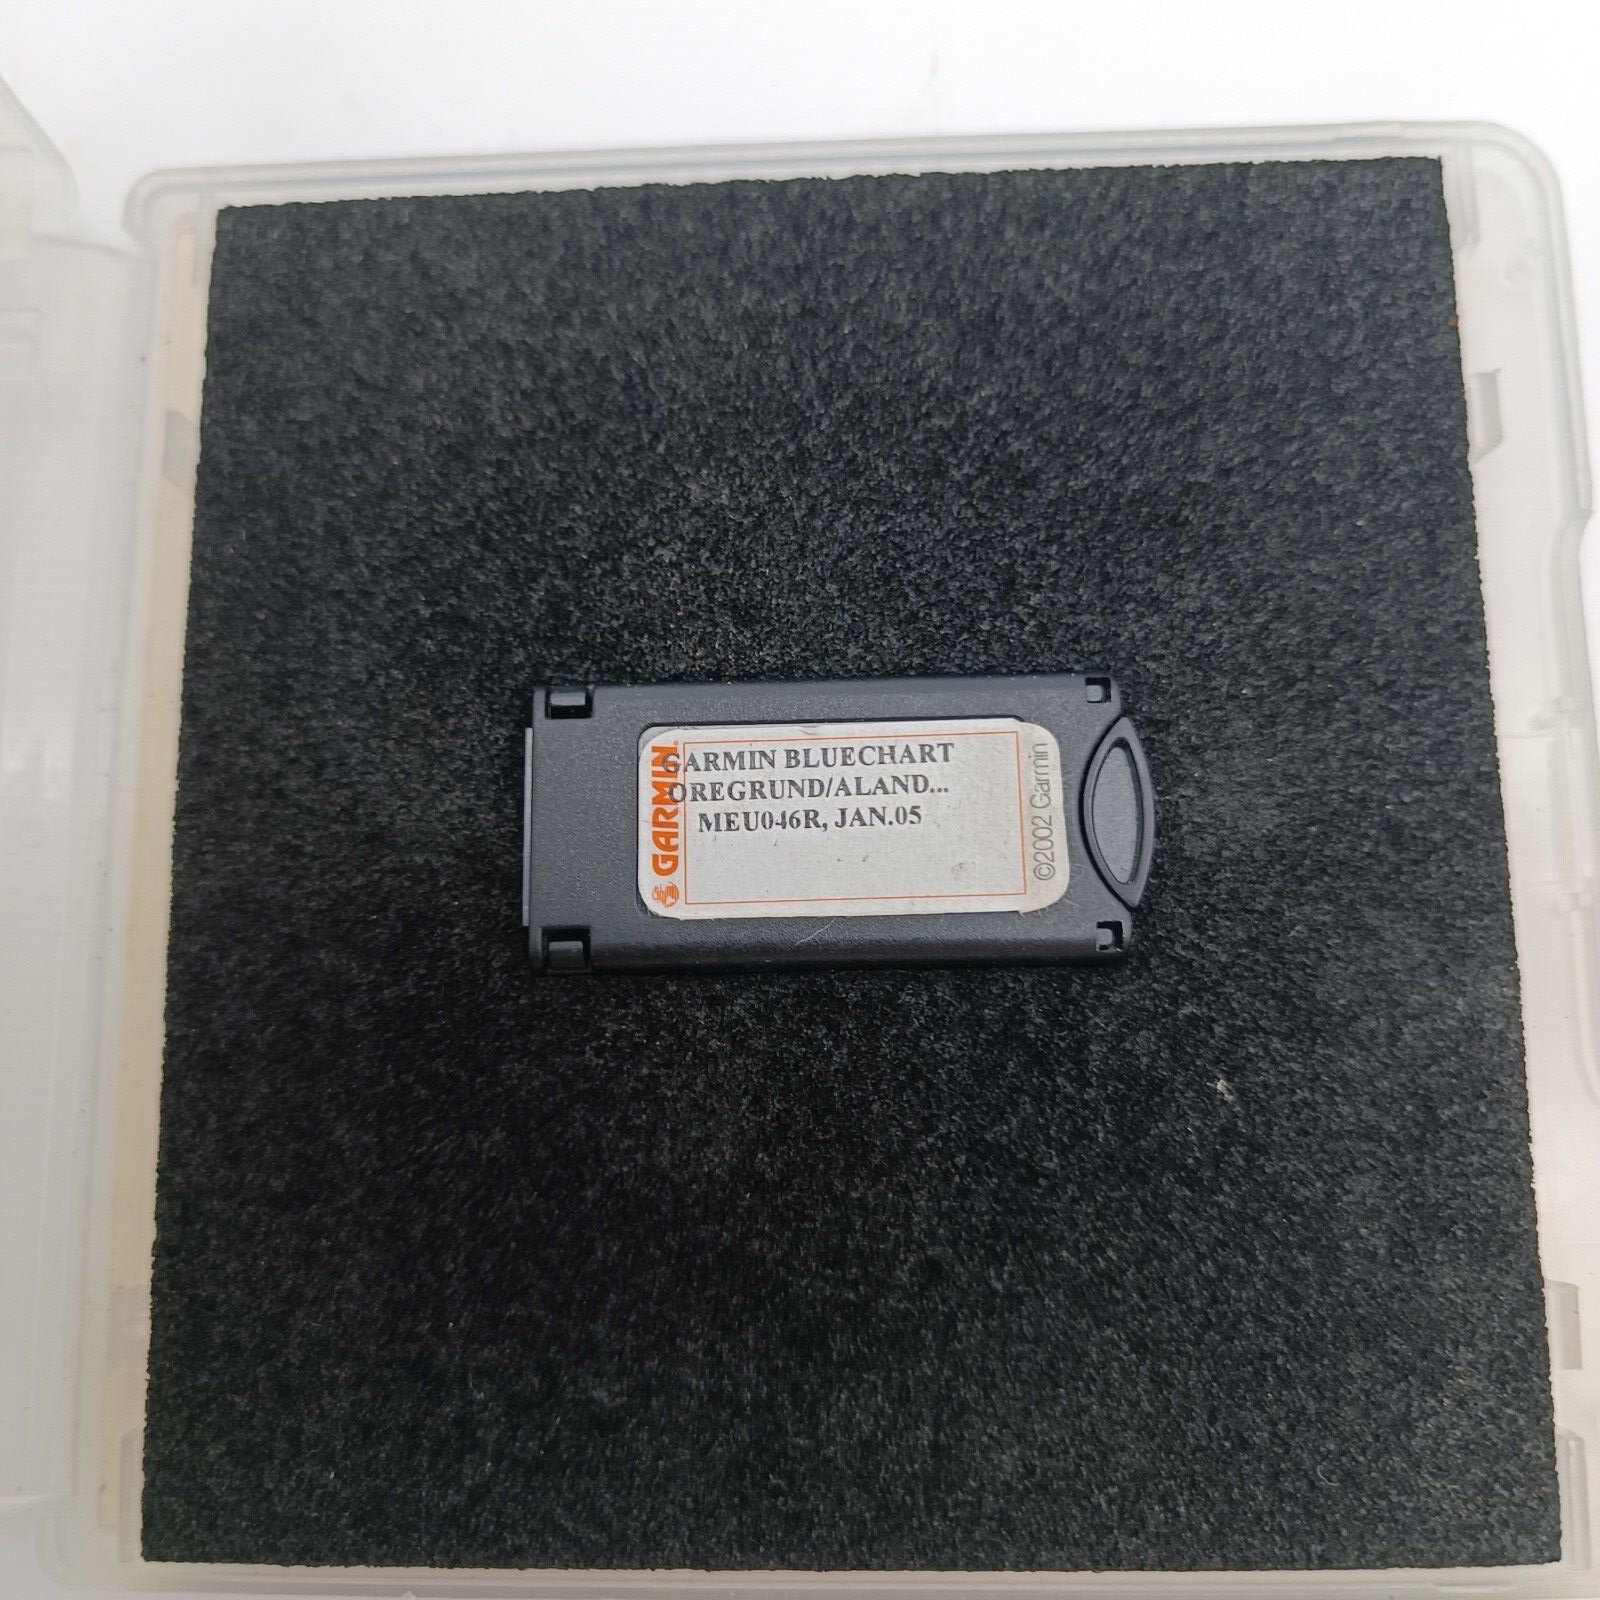 GARMIN BLUECHART
OREGRUND/ALAND...
MEU046R, JAN.05
GARMIN
©2002 Garmin